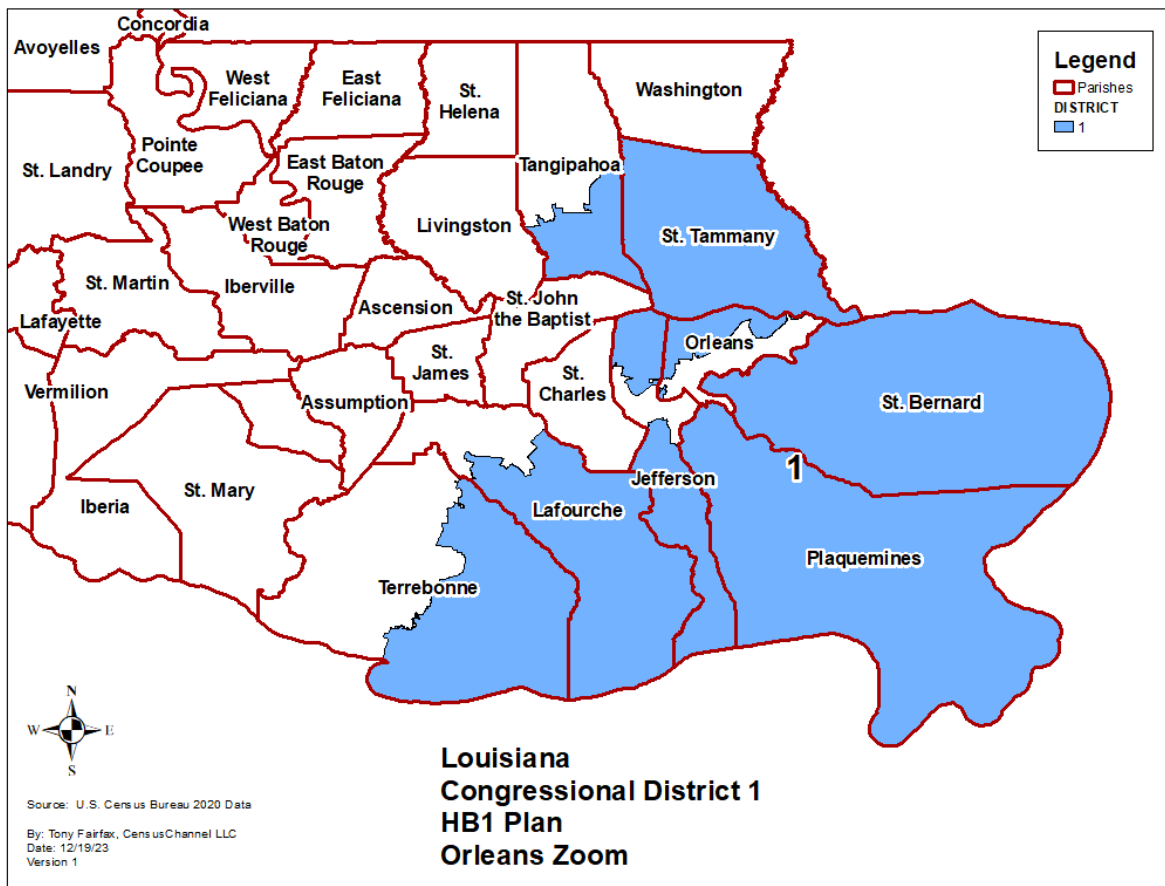 Concordia
Avoyelles
West
Feliciana
East
Feliciana
St.
Helena
Washington
Legend
Parishes
DISTRICT
1
Pointe
Coupee
St. Landry
East Baton
Rouge
Tangipahoa
West Baton
Rouge
Livingston
St. Tammany
St. Martin
Iberville
Ascension
St. John
the Baptist
Lafayette
Orleans
St.
James
St.
Charles
Vermilion
Assumption
St. Bernard
1
Jefferson
St. Mary
Iberia
Lafourche
Plaquemines
Terrebonne
N
W
E
S
Louisiana
Congressional District 1
HB1 Plan
Orleans Zoom
Source: U.S. Census Bureau 2020 Data
By: Tony Fairfax, CensusChannel LLC
Date: 12/19/23
Version 1